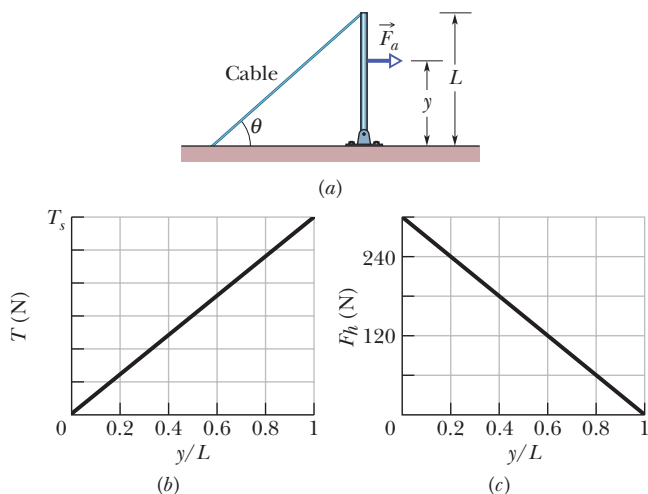 F_a
Cable
L
y
θ
(a)
T_s
T (N)
0 0.2 0.4 0.6 0.8 1
y/L
(b)
240
120
F_h (N)
0 0.2 0.4 0.6 0.8 1
y/L
(c)